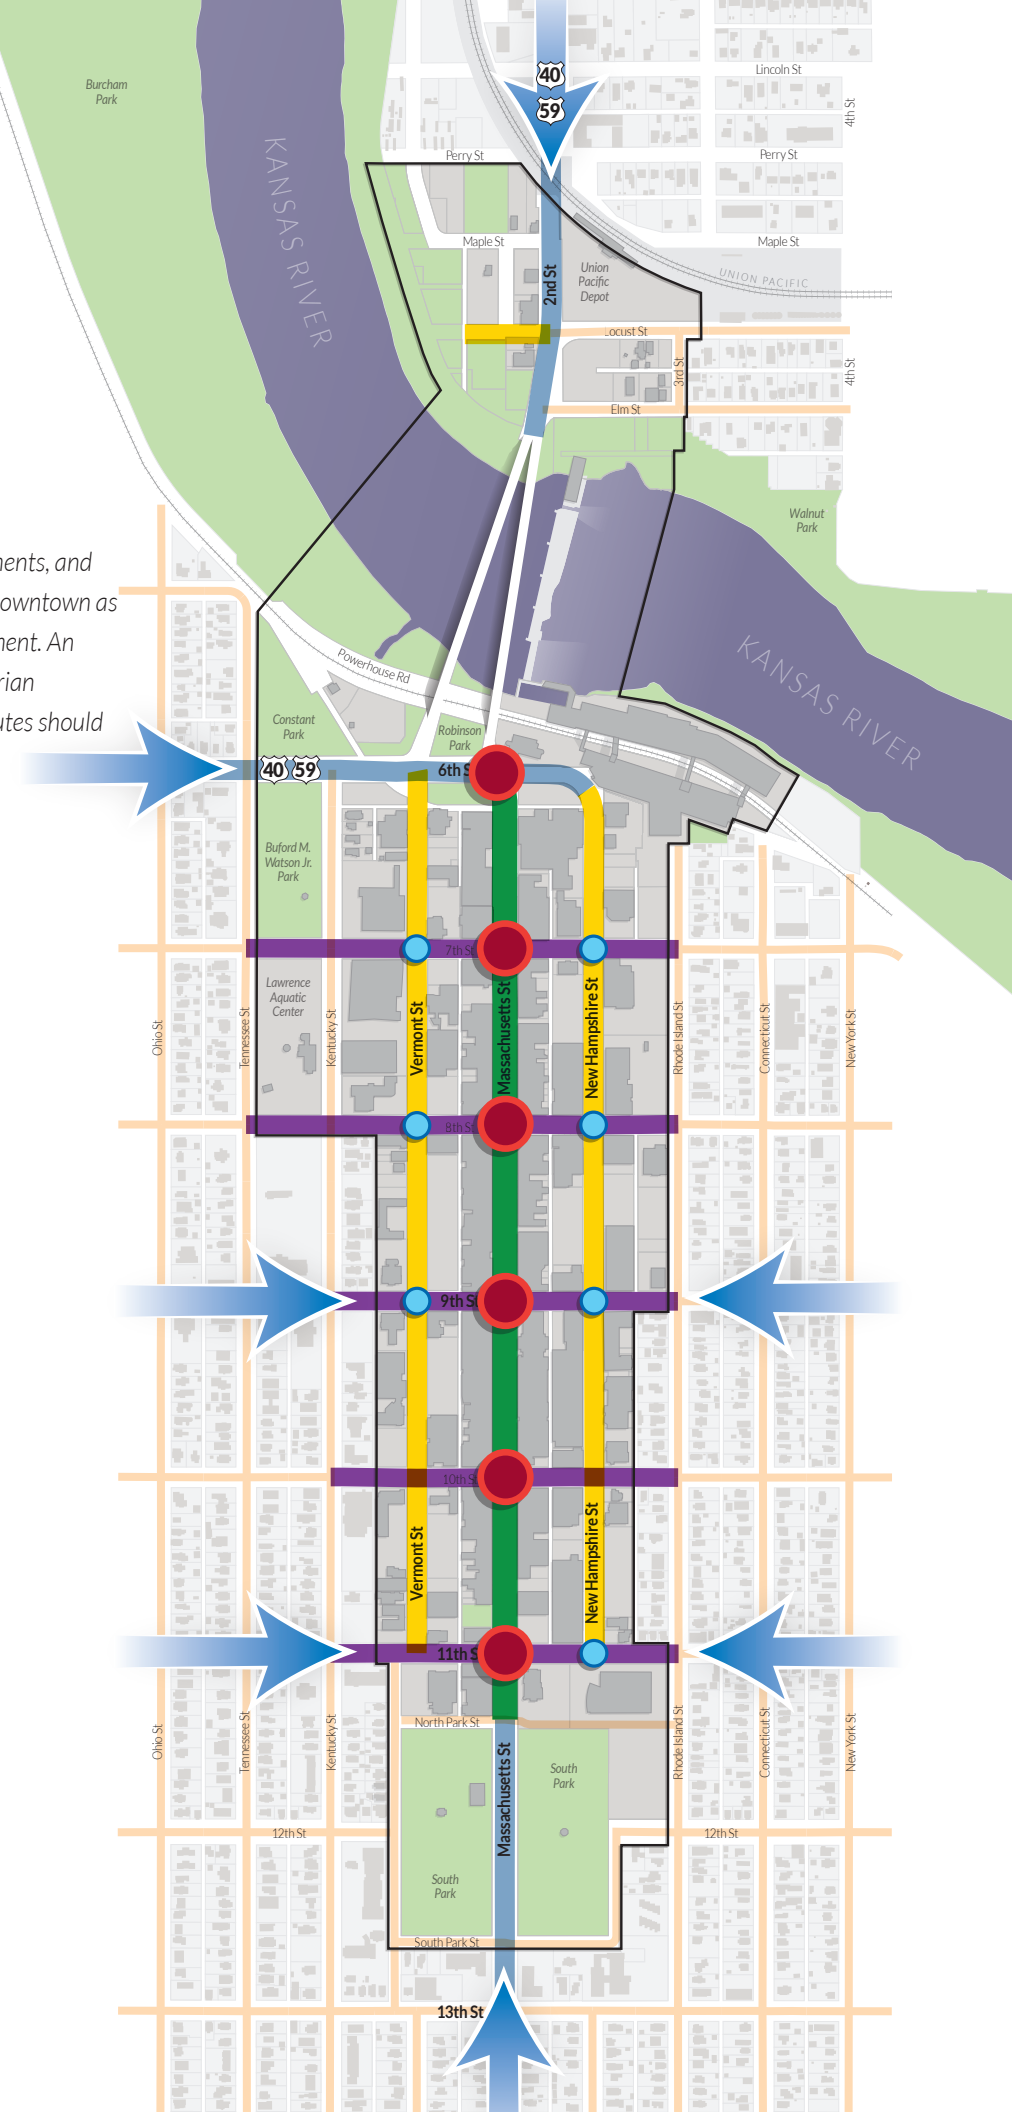 40
59
Lincoln St
4th St
Burcham
Park
KANSAS RIVER
Perry St
Perry St
Maple St
Maple St
UNION PACIFIC
Union
Pacific
Depot
2nd St
Locust St
3rd St
4th St
Elm St
Walnut
Park
nents, and
owntown as
nent. An
rian
utes should
KANSAS RIVER
Powerhouse Rd
Constant
Park
Robinson
Park
40
59
6th S
Buford M.
Watson Jr.
Park
7th St
Lawrence
Aquatic
Center
Ohio St
Tennessee St
Kentucky St
Vermont St
Massachusetts St
New Hampshire St
Rhode Island St
Connecticut St
New York St
8th St
9th St
10th St
Vermont St
New Hampshire St
11th S
North Park St
Ohio St
Tennessee St
Kentucky St
Massachusetts St
South
Park
Rhode Island St
Connecticut St
New York St
12th St
12th St
South
Park
South Park St
13th St